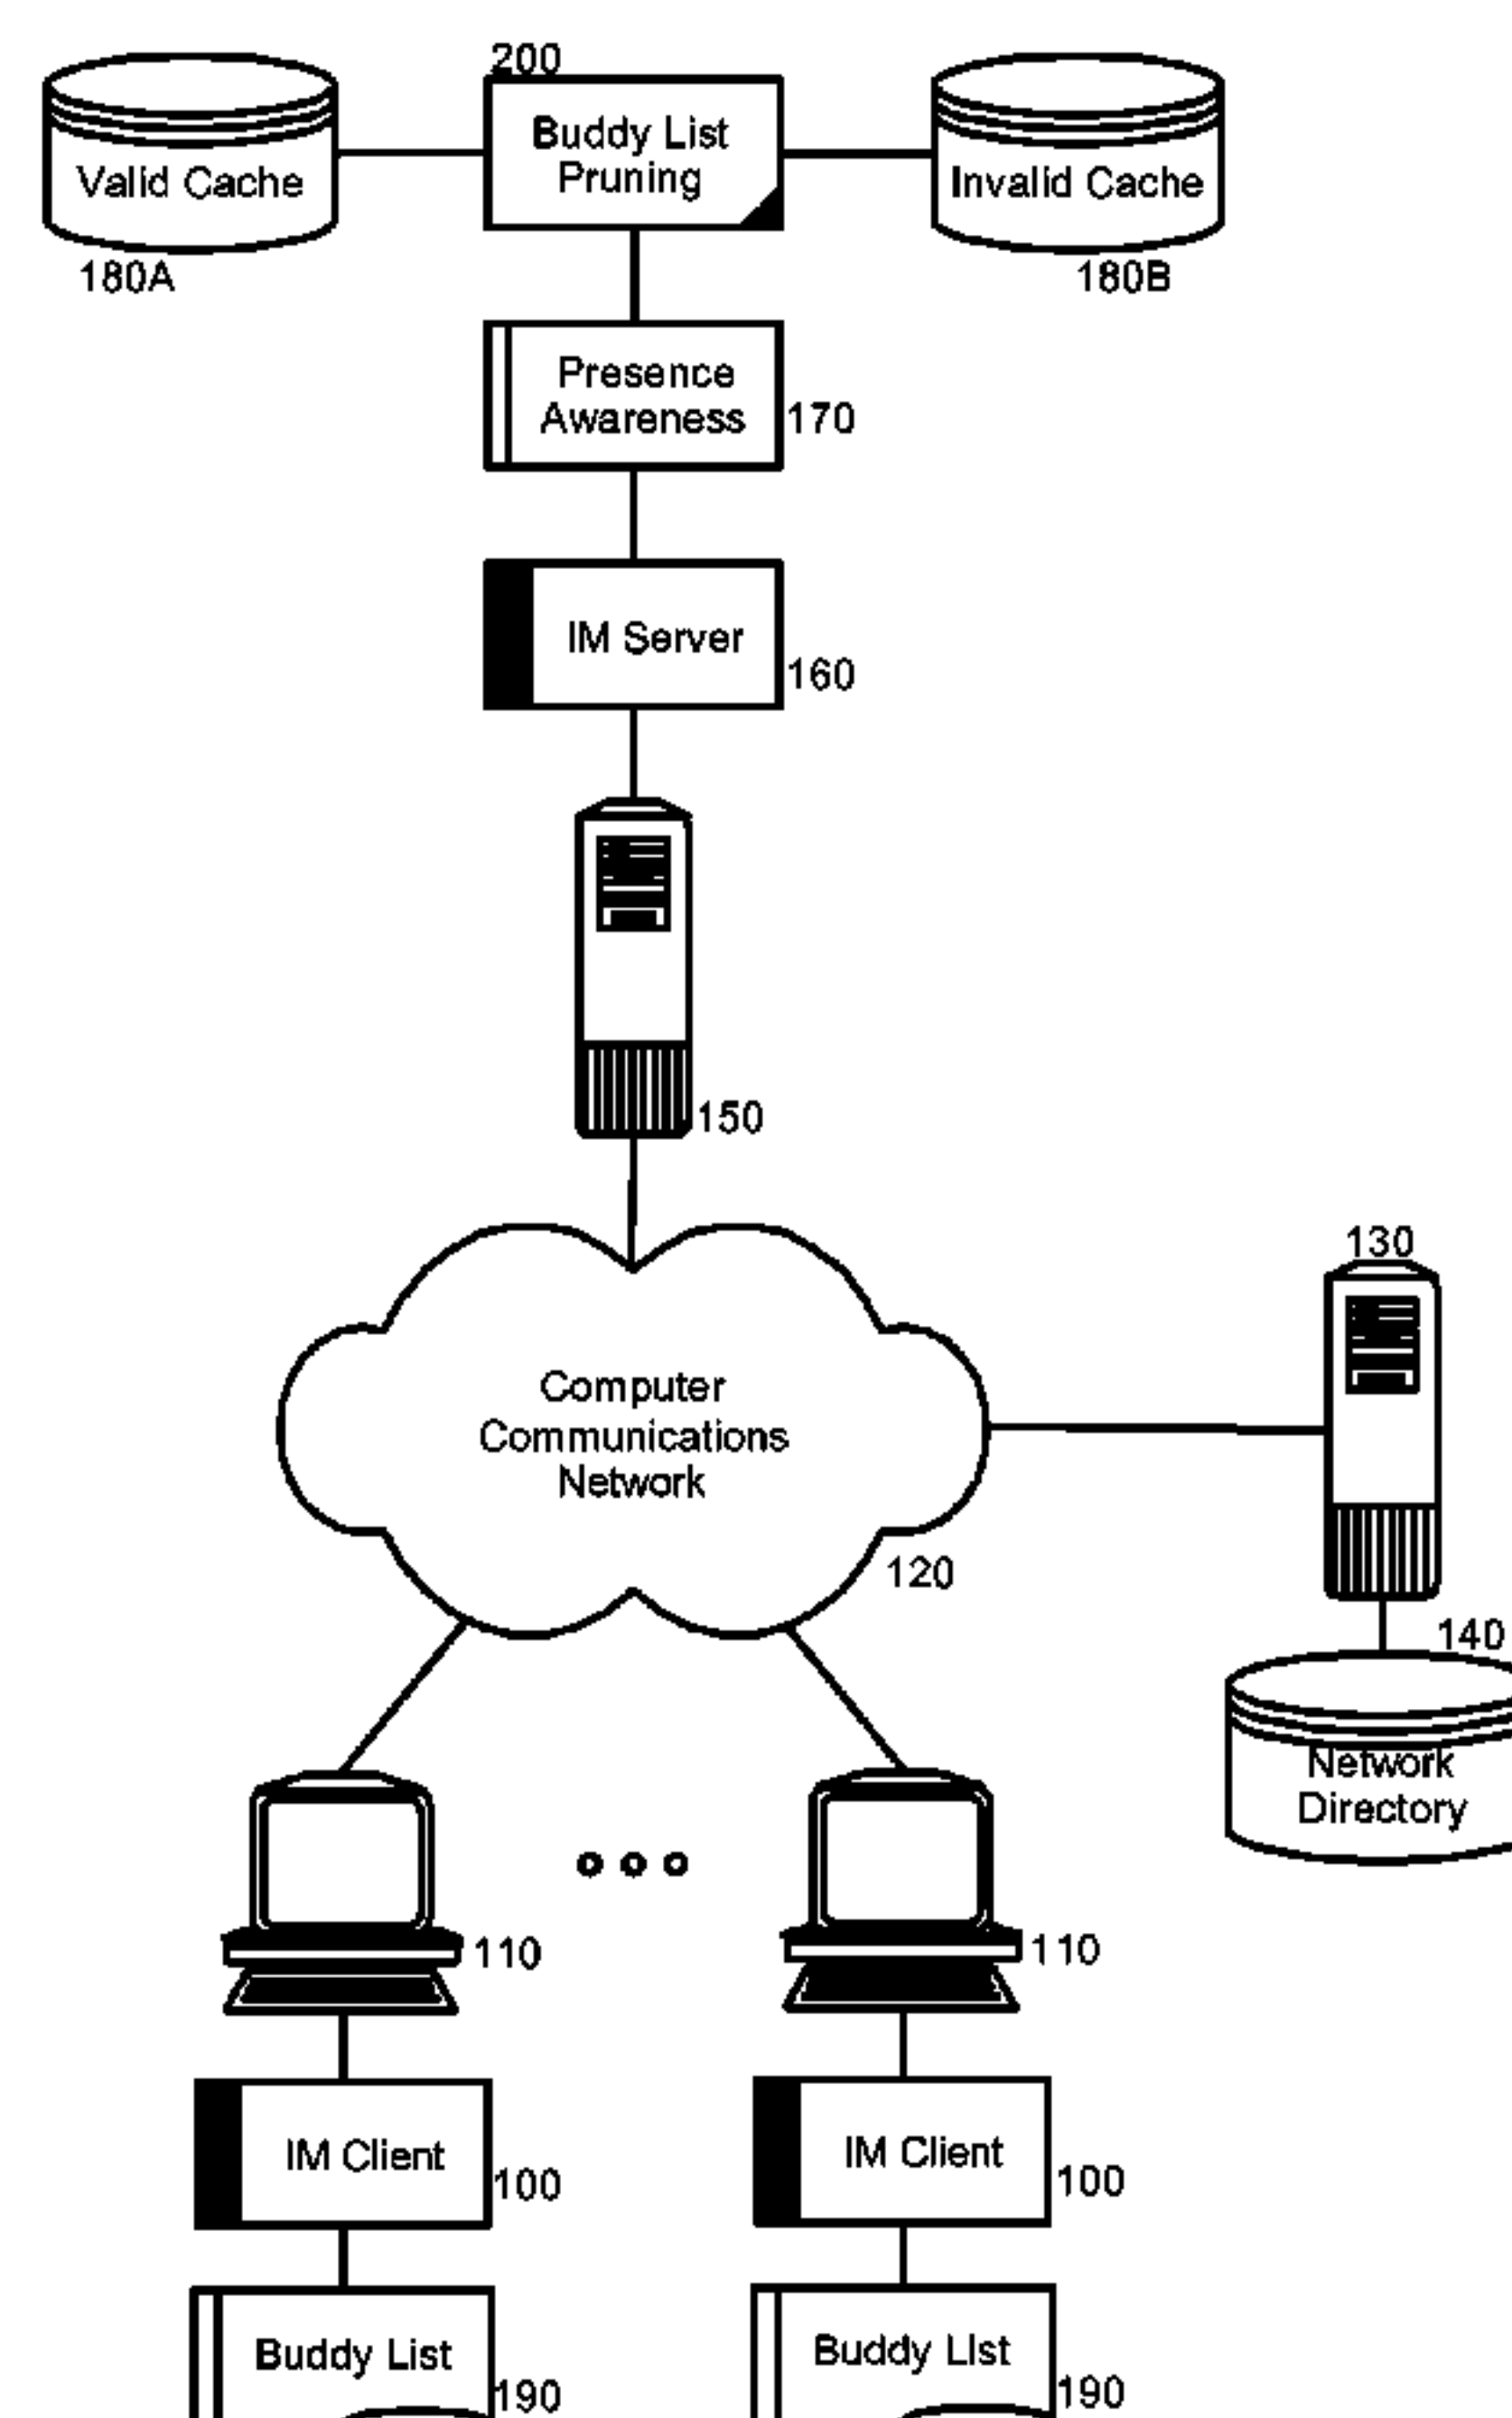 200
Buddy List
Pruning
Valid Cache
Invalid Cache
180A
180B
Presence
Awareness
170
IM Server
160
150
130
Computer
Communications
Network
120
140
Network
Directory
110
110
IM Client
100
IM Client
100
Buddy List
190
Buddy LIst
190